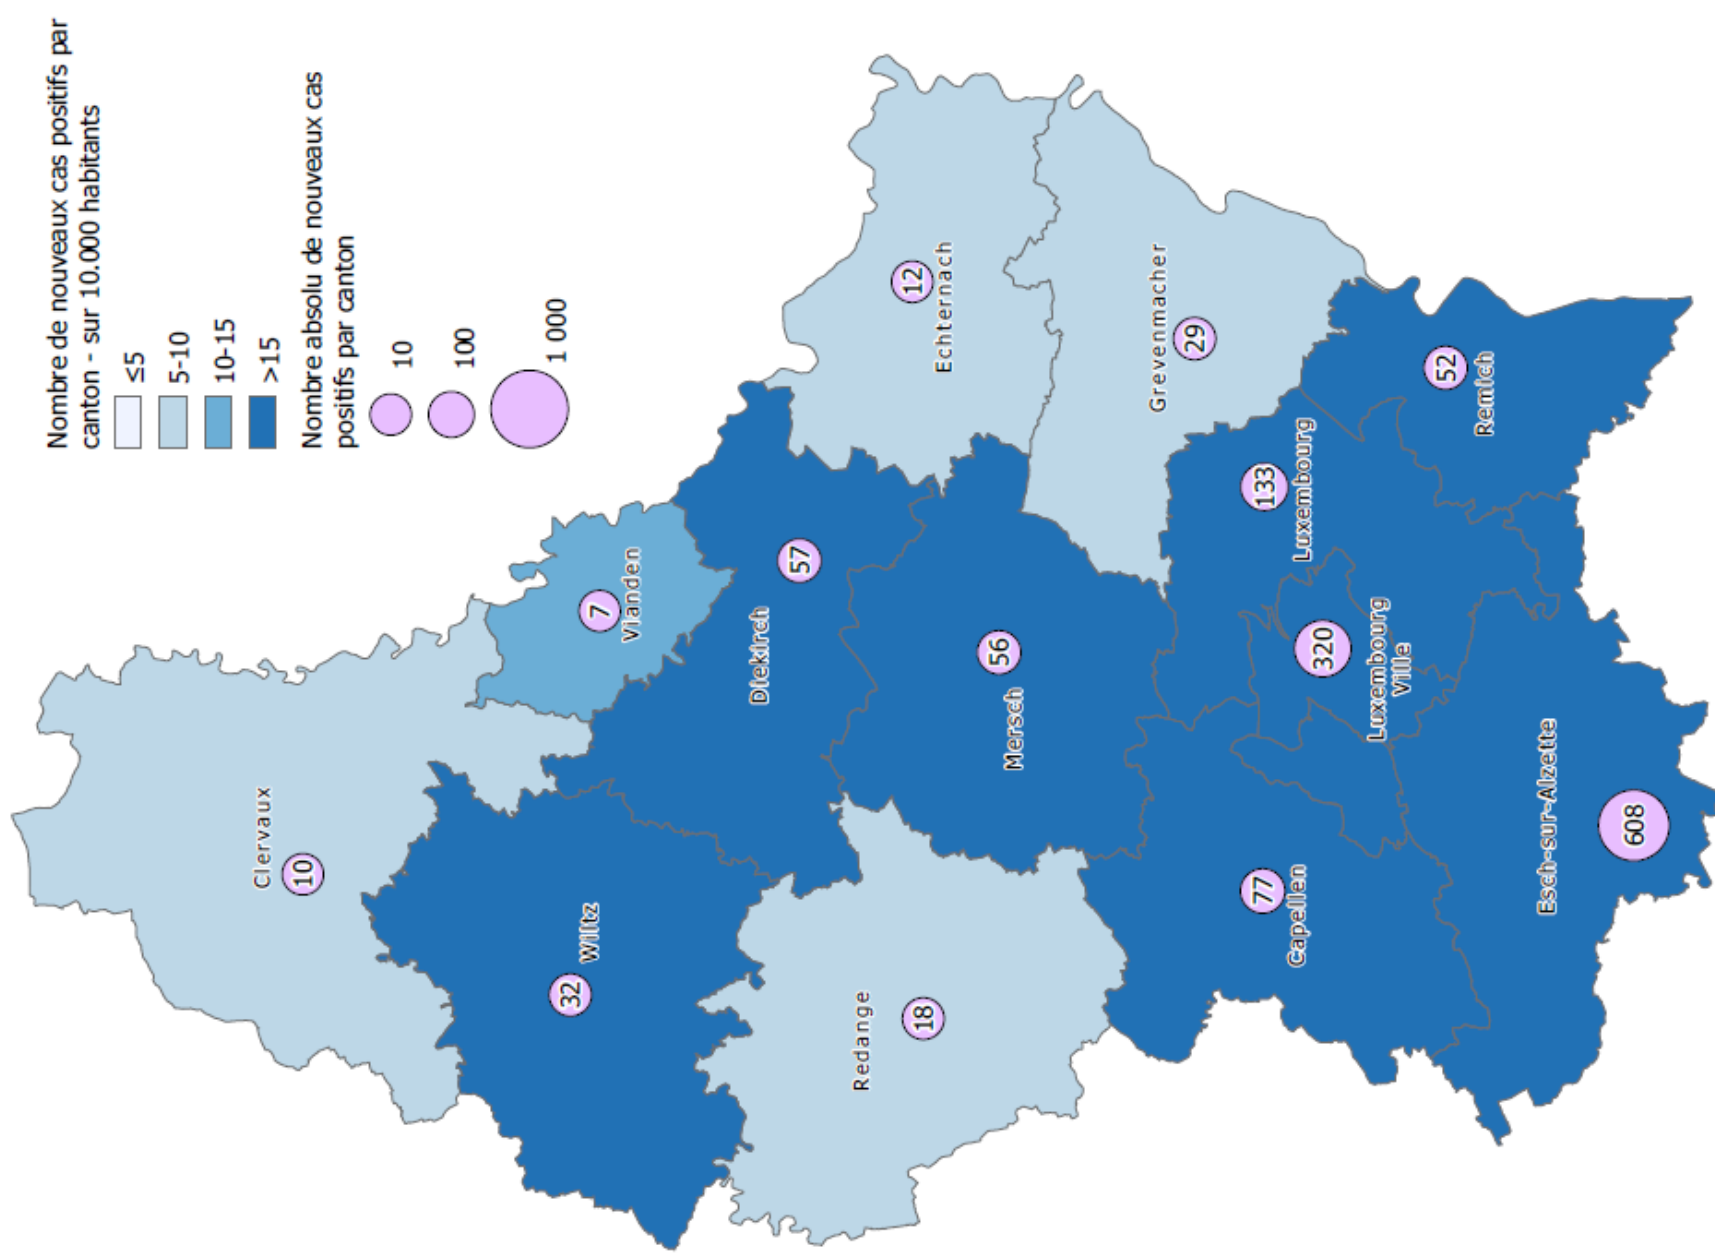 Nombre de nouveaux cas positifs par
canton - sur 10.000 habitants
≤5
5-10
10-15
>15
Nombre absolu de nouveaux cas
positifs par canton
10
100
1 000
Clervaux
10
Wiltz
32
Vianden
7
Diekirch
57
Redange
18
Mersch
56
Echternach
12
Grevenmacher
29
Capellen
77
Luxembourg
133
Luxembourg
Ville
320
Remich
52
Esch-sur-Alzette
608